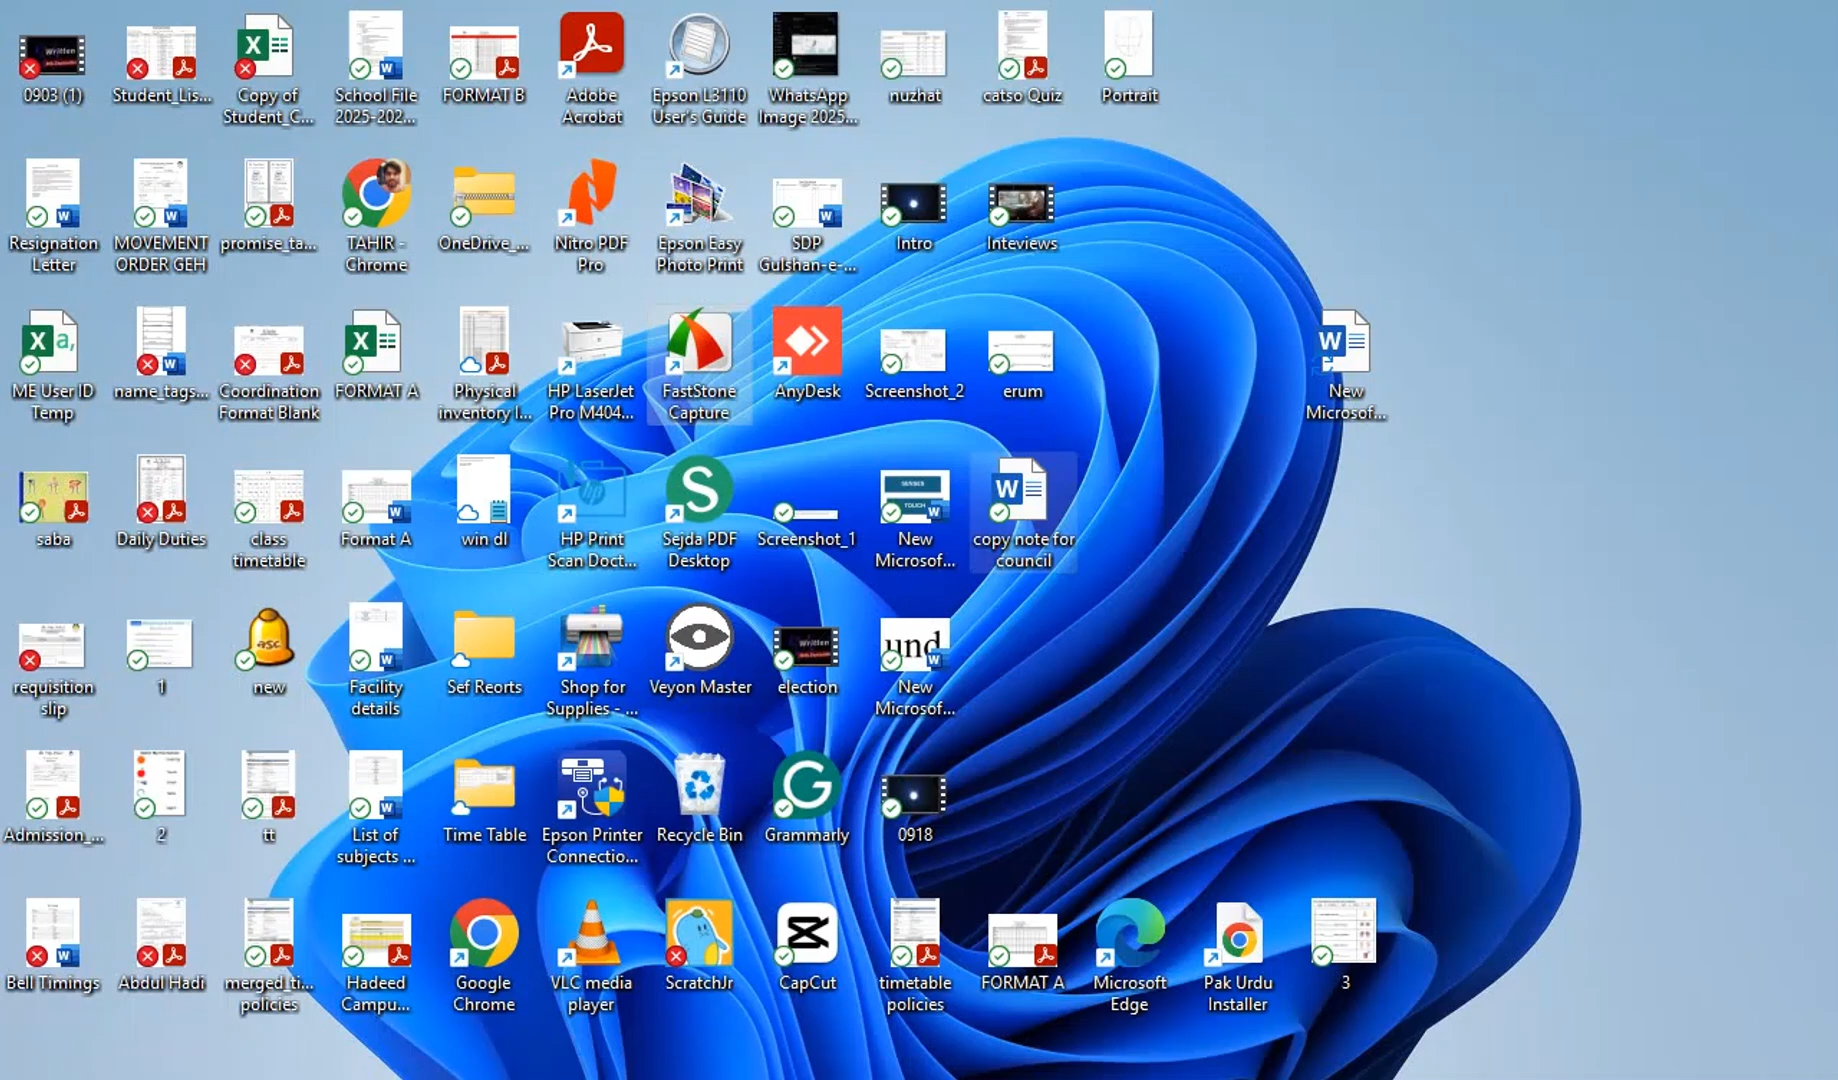 0903 (1)
Student_Lis...
Copy of
Student_C...
School File
2025-202...
FORMAT B
Adobe
Acrobat
Epson L3110
User's Guide
WhatsApp
Image 2025...
nuzhat
catso Quiz
Portrait
Resignation
Letter
MOVEMENT
ORDER GEH
promise_ta...
TAHIR -
Chrome
OneDrive_...
Nitro PDF
Pro
Epson Easy
Photo Print
SDP
Gulshan-e-...
Intro
Inteviews
ME User ID
Temp
name_tags...
Coordination
Format Blank
FORMAT A
Physical
inventory l...
HP LaserJet
Pro M404...
FastStone
Capture
AnyDesk
Screenshot_2
erum
New
Microsof...
saba
Daily Duties
class
timetable
Format A
win dl
HP Print
Scan Doct...
Sejda PDF
Desktop
Screenshot_1
SENSES
TOUCH
New
Microsof...
copy note for
council
requisition
slip
1
asc
new
Facility
details
Sef Reorts
Shop for
Supplies - ...
Veyon Master
Written
election
und
New
Microsof...
Admission_...
2
tt
List of
subjects ...
Time Table
Epson Printer
Connectio...
Recycle Bin
Grammarly
0918
Bell Timings
Abdul Hadi
merged_ti...
policies
Hadeed
Campu...
Google
Chrome
VLC media
player
ScratchJr
CapCut
timetable
policies
FORMAT A
Microsoft
Edge
Pak Urdu
Installer
3